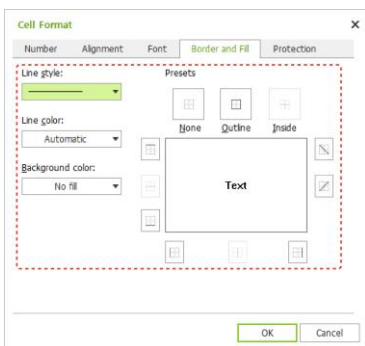 Cell Format
Number Alignment Font Border and Fill Protection
Line style:
Presets
None Outline Inside
Line color:
Automatic
Background color:
No fill
Text
OK Cancel